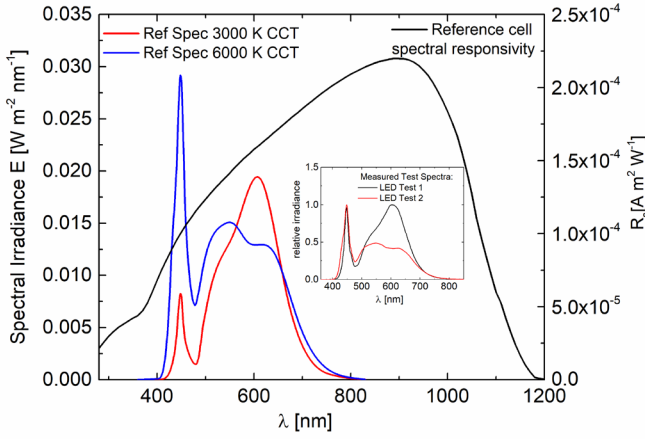 Ref Spec 3000 K CCT
Ref Spec 6000 K CCT
Reference cell
spectral responsivity
Spectral Irradiance E [W m⁻² nm⁻¹]
0.035
0.030
0.025
0.020
0.015
0.010
0.005
0.000
2.5x10⁻⁴
2.0x10⁻⁴
1.5x10⁻⁴
1.0x10⁻⁴
5.0x10⁻⁵
0.0
[A m² W⁻¹]
relative irradiance
1.5
1.0
0.5
0.0
Measured Test Spectra:
LED Test 1
LED Test 2
400 500 600 700 800
λ [nm]
400 600 800 1000 1200
λ [nm]